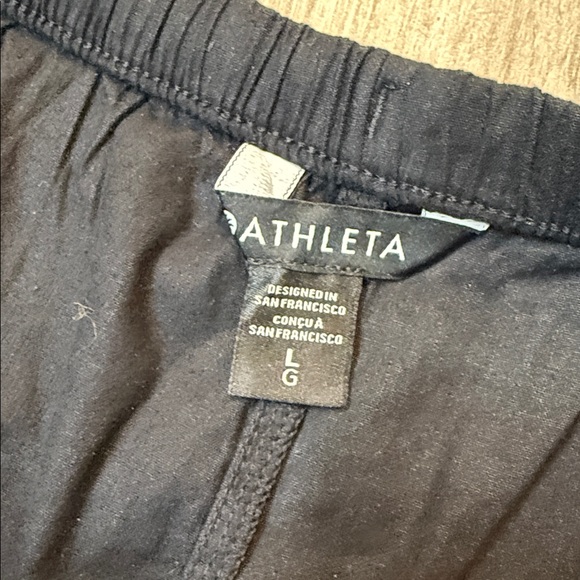 ATHLETA
DESIGNED IN
SAN FRANCISCO
CONÇU À
SAN FRANCISCO
L
G